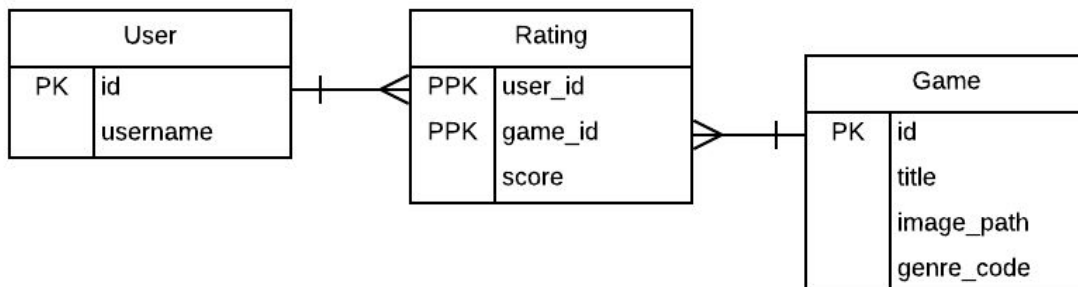 User
PK id
username
Rating
PPK user_id
PPK game_id
score
Game
PK id
title
image_path
genre_code